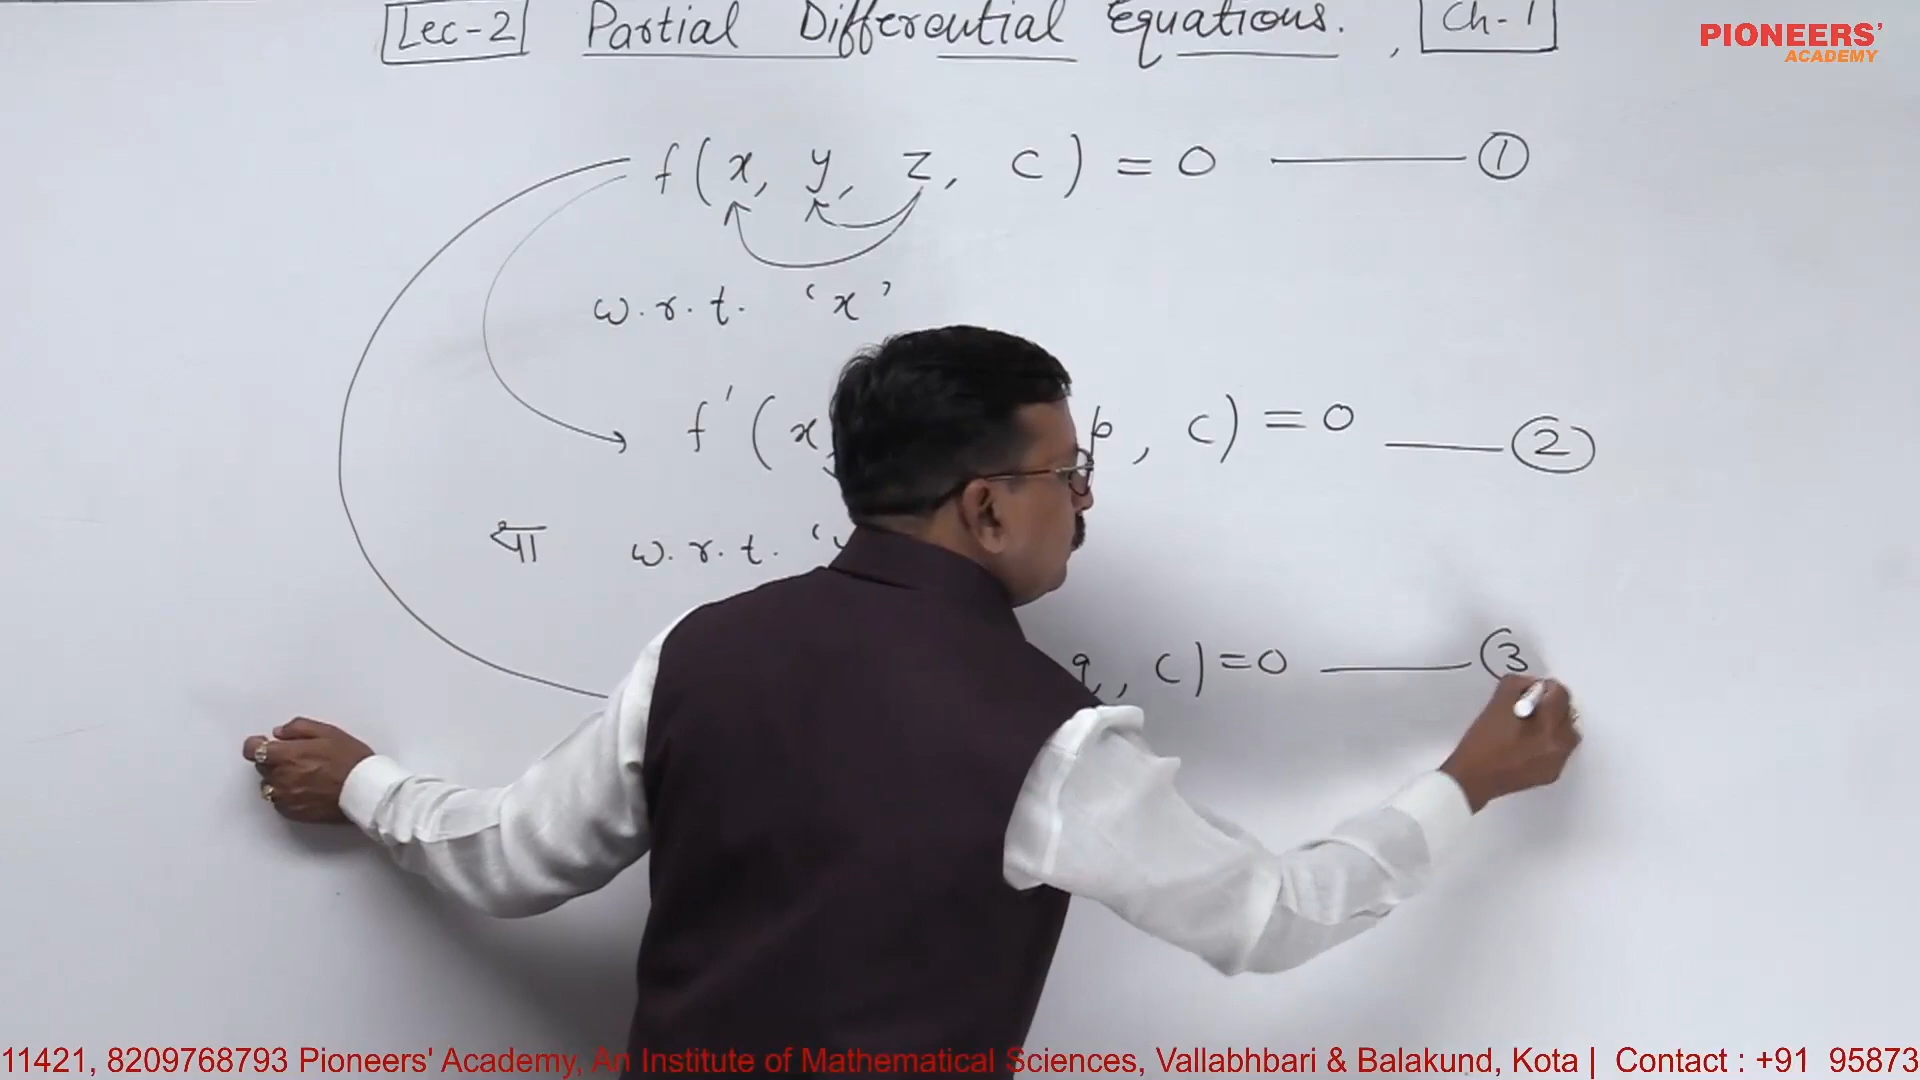 Lec-2 Partial Differential Equations. , Ch-1
PIONEERS'
ACADEMY
f(x, y, z, c) = 0 ——— ①
w.r.t. 'x'
f'(x, p, c) = 0 —— ②
या w.r.t. '
q, c) = 0 ——— ③
11421, 8209768793 Pioneers' Academy, An Institute of Mathematical Sciences, Vallabhbari & Balakund, Kota | Contact : +91 95873